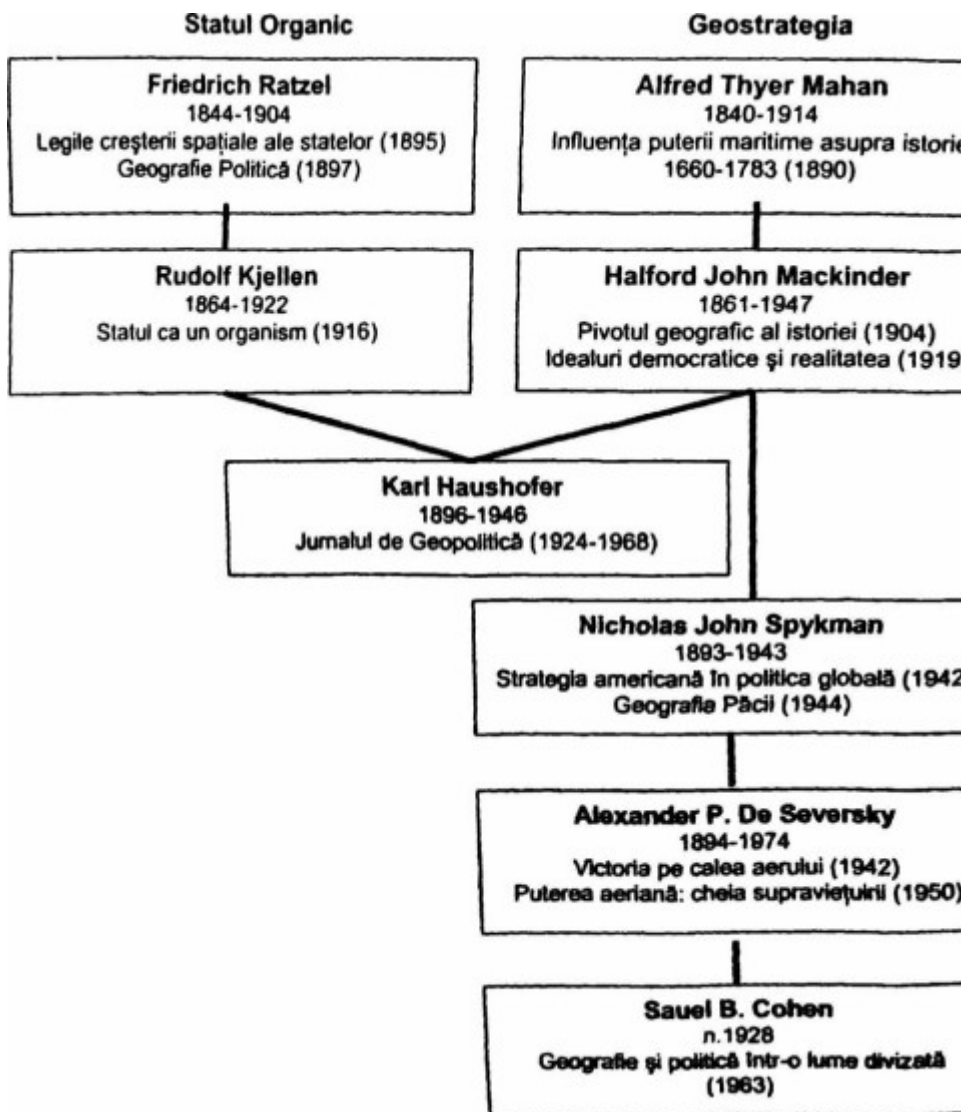 Statul Organic
Geostrategia
Friedrich Ratzel
1844-1904
Legile creşterii spaţiale ale statelor (1895)
Geografie Politică (1897)
Alfred Thyer Mahan
1840-1914
Influenţa puterii maritime asupra istorie
1660-1783 (1890)
Rudolf Kjellen
1864-1922
Statul ca un organism (1916)
Halford John Mackinder
1861-1947
Pivotul geografic al istoriei (1904)
Idealuri democratice şi realitatea (1919
Karl Haushofer
1896-1946
Jurnalul de Geopolitică (1924-1968)
Nicholas John Spykman
1893-1943
Strategia americană în politica globală (1942
Geografia Păcii (1944)
Alexander P. De Seversky
1894-1974
Victoria pe calea aerului (1942)
Puterea aeriană: cheia supravieţuirii (1950)
Sauel B. Cohen
n.1928
Geografie şi politică într-o lume divizată
(1963)